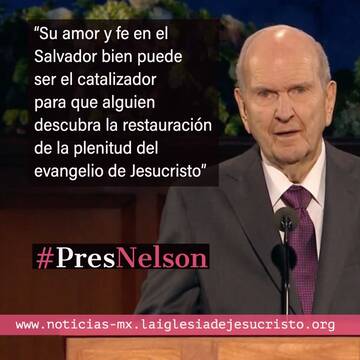 “Su amor y fe en el
Salvador bien puede
ser el catalizador
para que alguien
descubra la restauración
de la plenitud del
evangelio de Jesucristo”
#PresNelson
www.noticias-mx.laiglesiadejesucristo.org